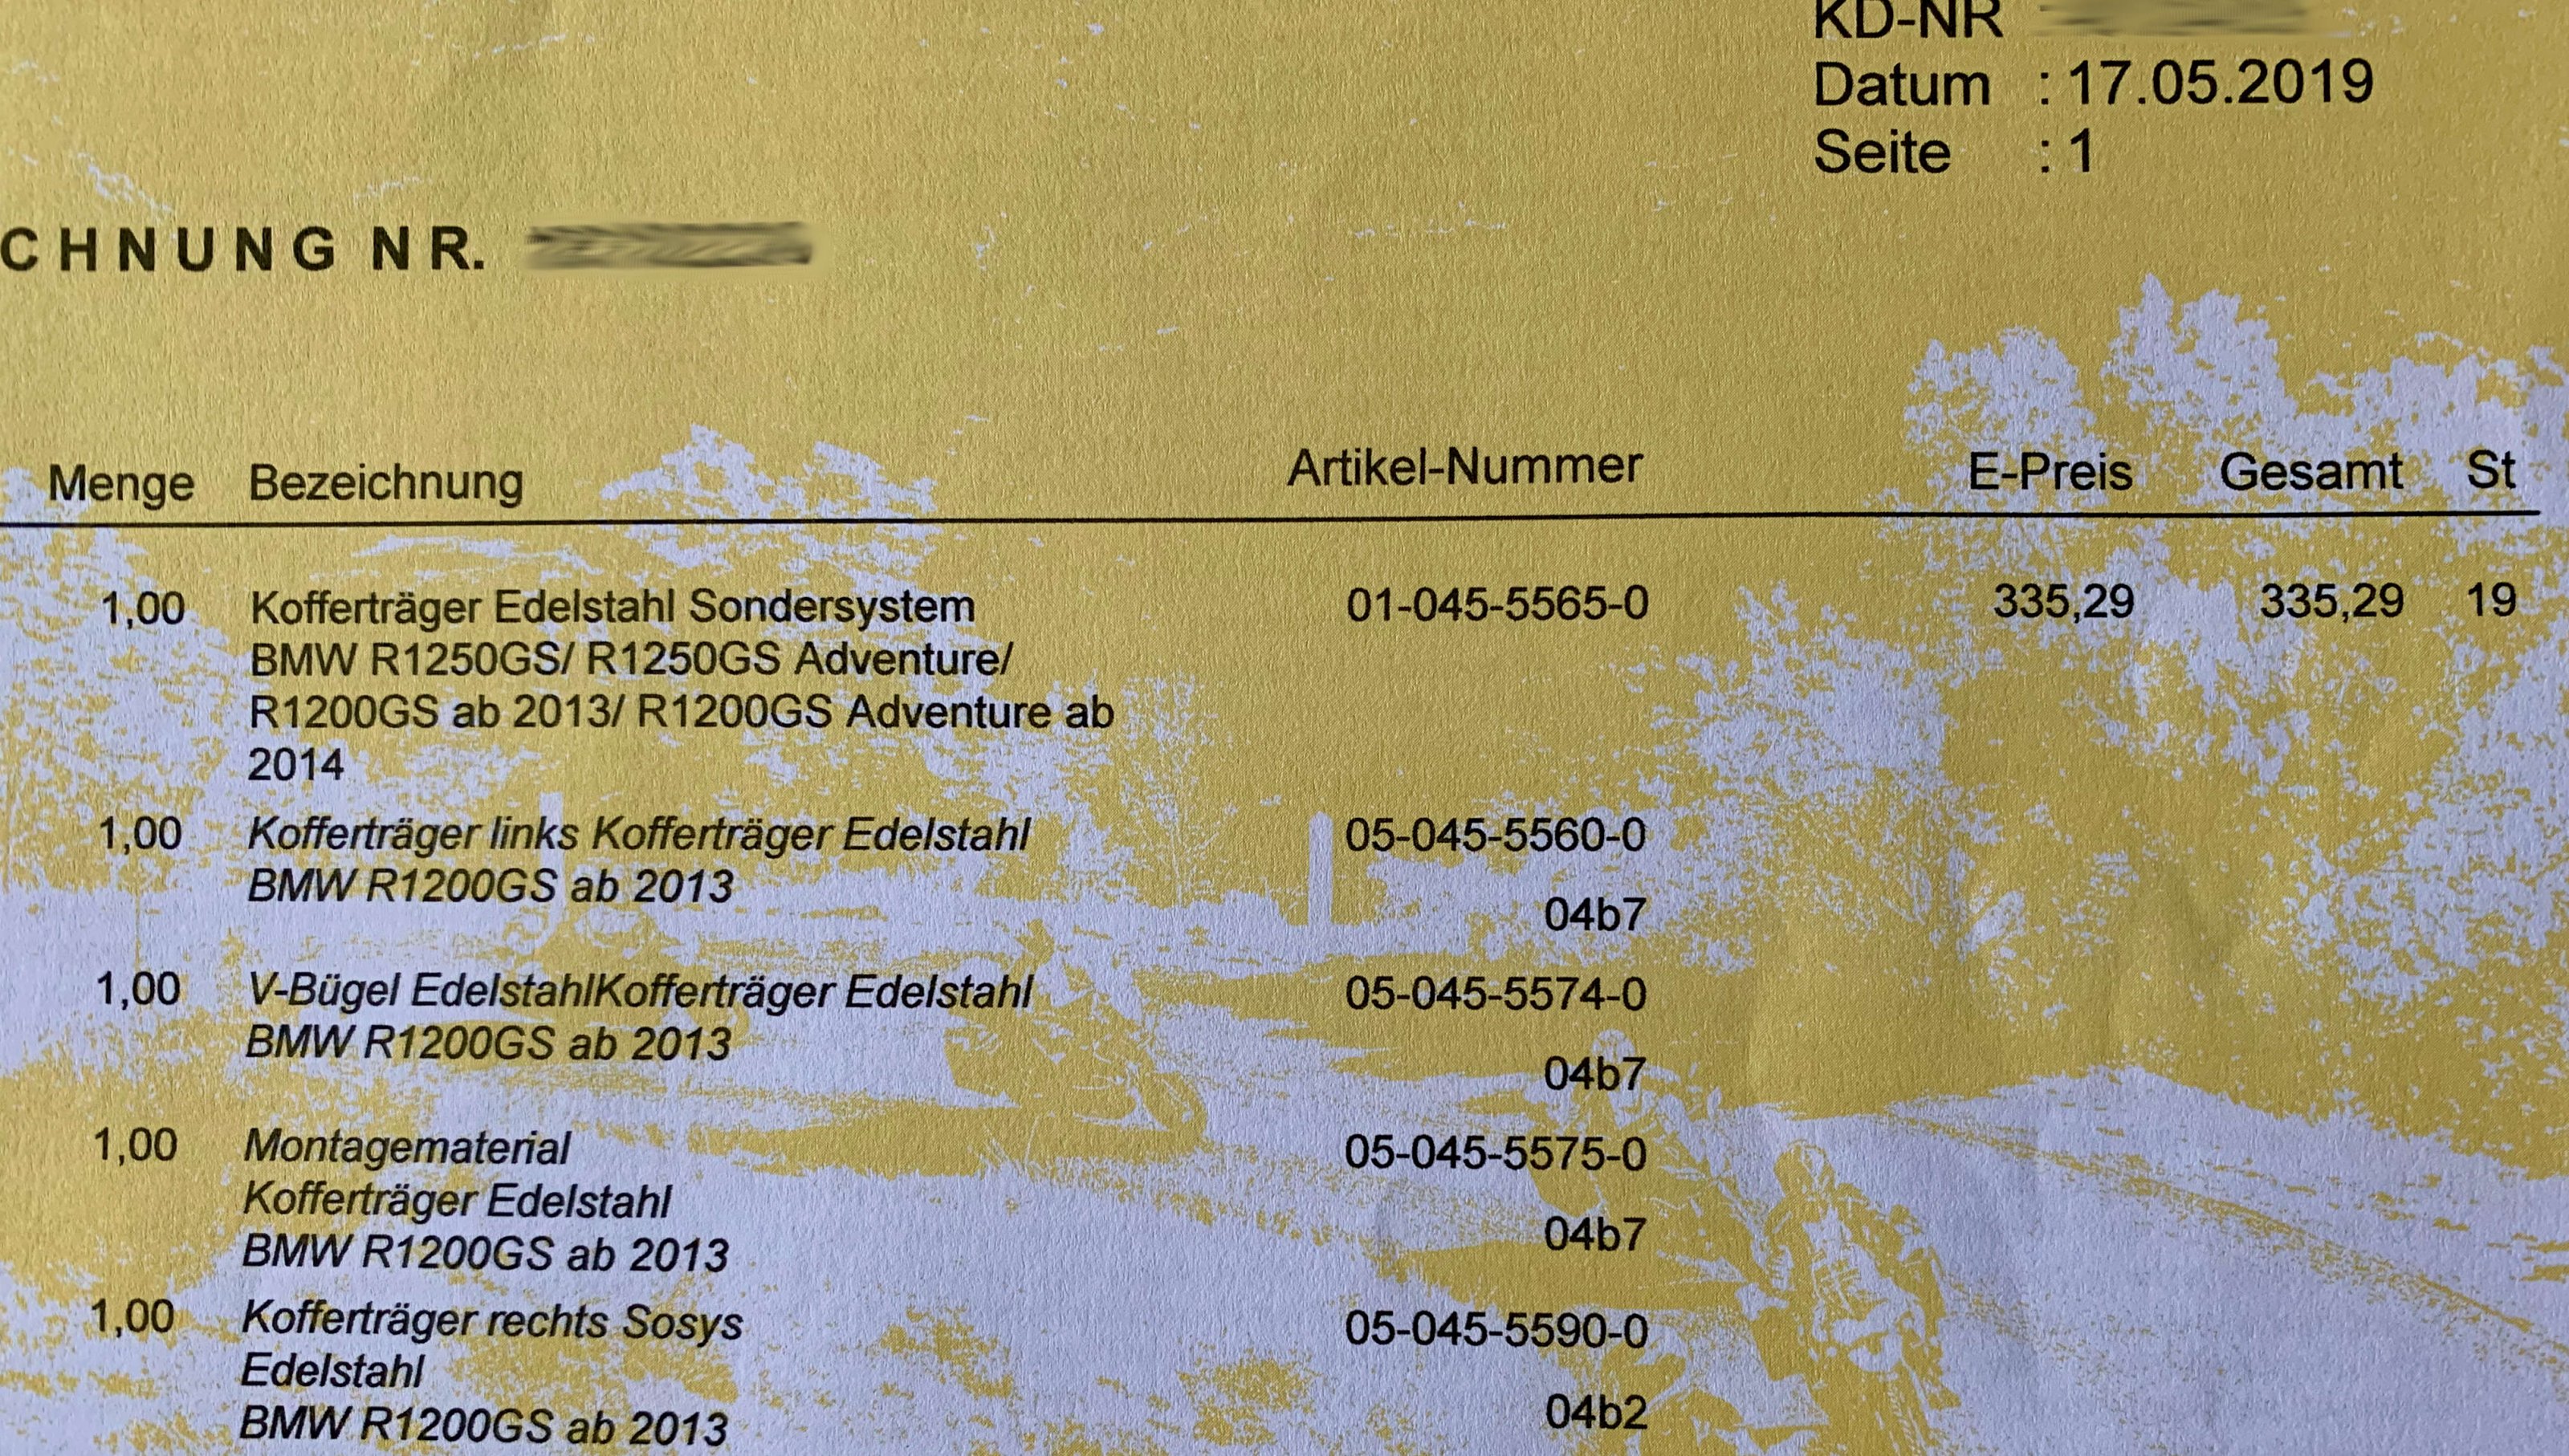 KD-NR
Datum : 17.05.2019
Seite : 1
CHNUNG NR.
Menge Bezeichnung Artikel-Nummer E-Preis Gesamt St
1,00 Kofferträger Edelstahl Sondersystem 01-045-5565-0 335,29 335,29 19
BMW R1250GS/ R1250GS Adventure/
R1200GS ab 2013/ R1200GS Adventure ab
2014
1,00 Kofferträger links Kofferträger Edelstahl 05-045-5560-0
BMW R1200GS ab 2013
04b7
1,00 V-Bügel EdelstahlKofferträger Edelstahl 05-045-5574-0
BMW R1200GS ab 2013
04b7
1,00 Montagematerial 05-045-5575-0
Kofferträger Edelstahl
04b7
BMW R1200GS ab 2013
1,00 Kofferträger rechts Sosys 05-045-5590-0
Edelstahl
04b2
BMW R1200GS ab 2013